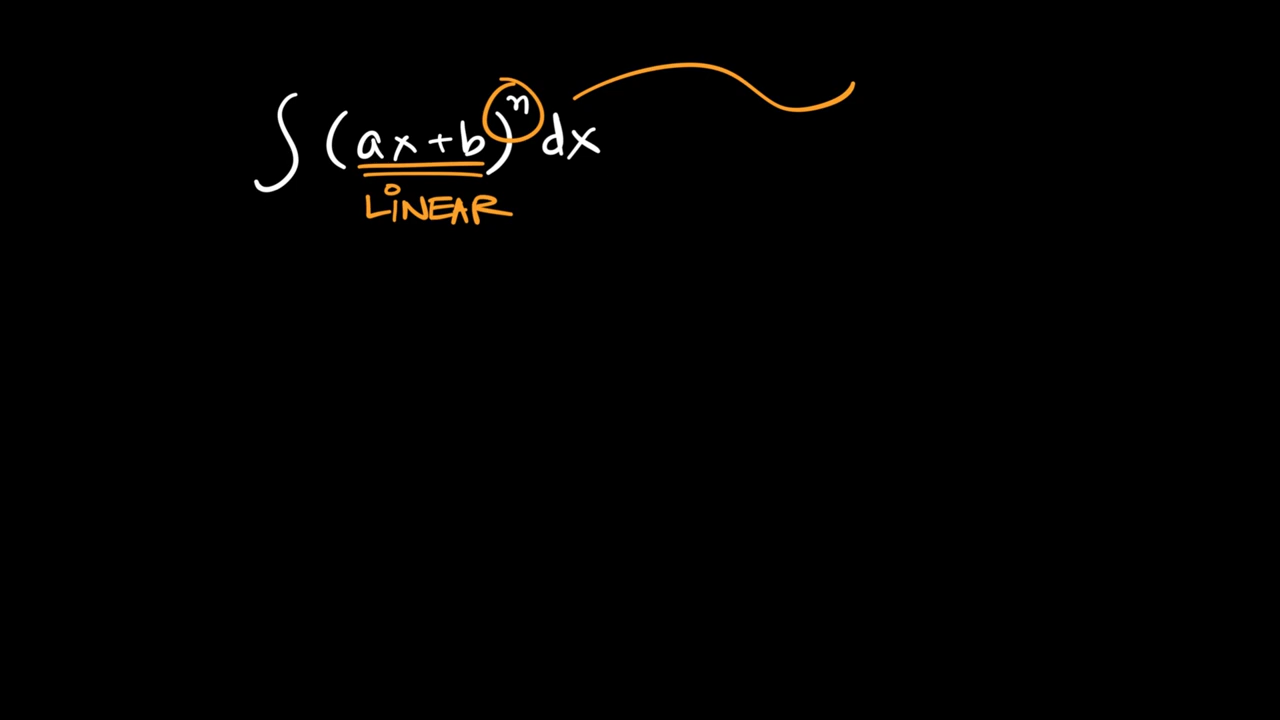 ∫ (ax+b)ⁿ dx
LINEAR